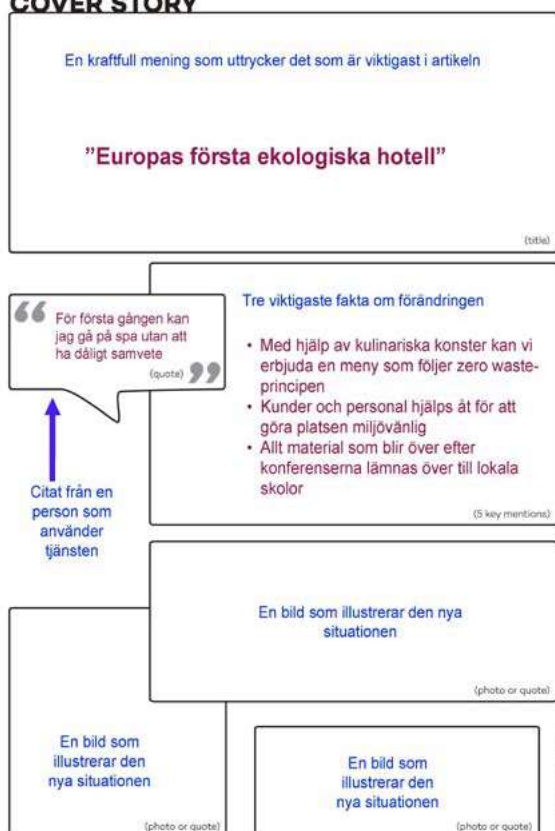 COVER STORY
En kraftfull mening som uttrycker det som är viktigast i artikeln
”Europas första ekologiska hotell”
(title)
“ För första gången kan
jag gå på spa utan att
ha dåligt samvete
(quote) ”
Citat från en
person som
använder
tjänsten
Tre viktigaste fakta om förändringen
• Med hjälp av kulinariska konster kan vi
erbjuda en meny som följer zero waste-
principen
• Kunder och personal hjälps åt för att
göra platsen miljövänlig
• Allt material som blir över efter
konferenserna lämnas över till lokala
skolor
(5 key mentions)
En bild som illustrerar den nya
situationen
(photo or quote)
En bild som
illustrerar den
nya situationen
(photo or quote)
En bild som
illustrerar den
nya situationen
(photo or quote)